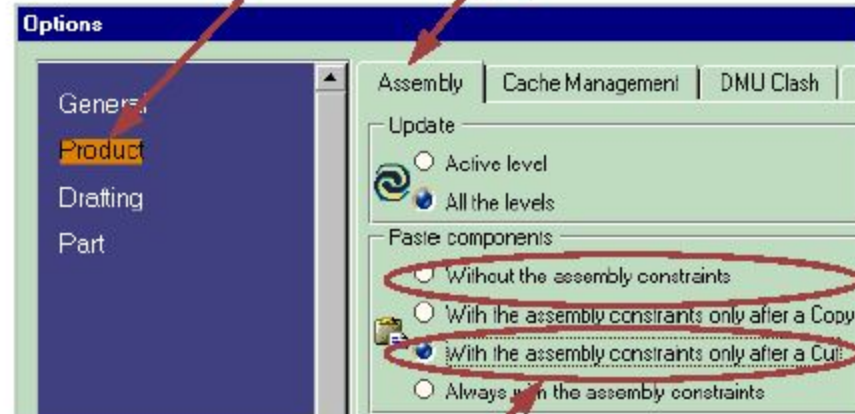 Options
General
Product
Drafting
Part
Assembly
Cache Management
DMU Clash
Update
Active level
All the levels
Paste components
Without the assembly constraints
With the assembly constraints only after a Copy
With the assembly constraints only after a Cut
Always with the assembly constraints